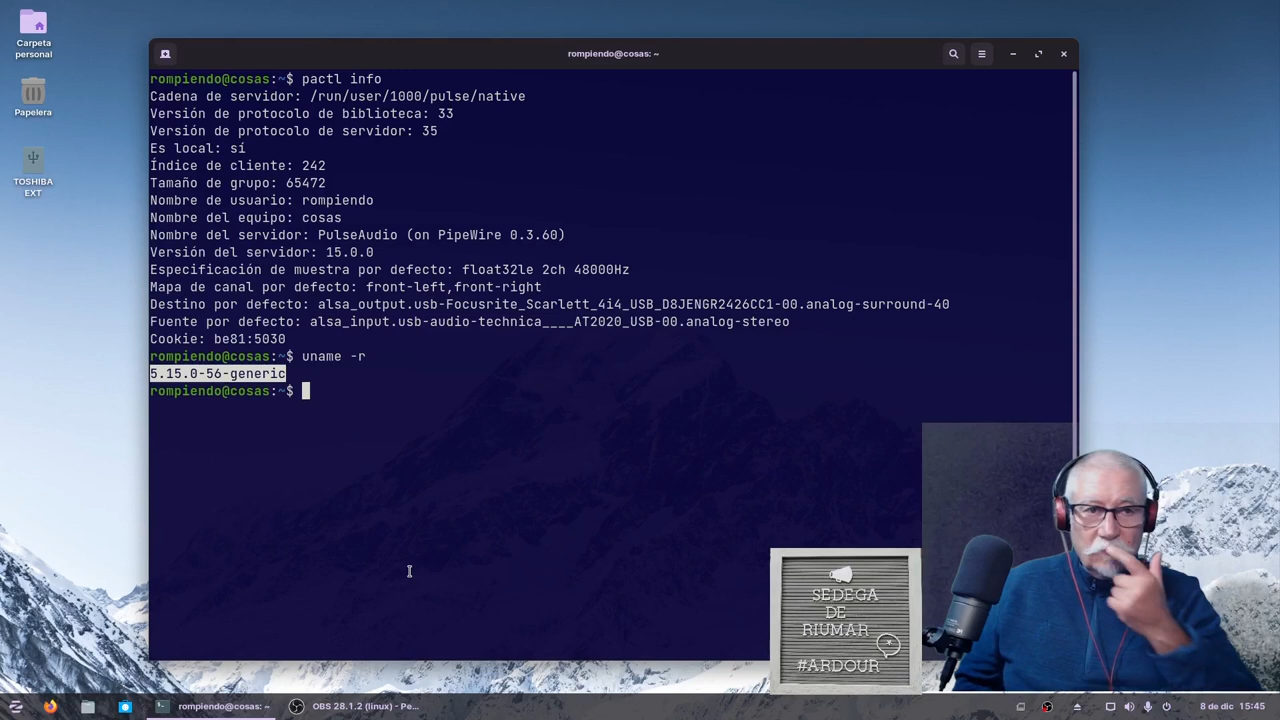 Carpeta
personal
Papelera
TOSHIBA
EXT
rompiendo@cosas: ~
rompiendo@cosas:~$ pactl info
Cadena de servidor: /run/user/1000/pulse/native
Versión de protocolo de biblioteca: 33
Versión de protocolo de servidor: 35
Es local: sí
Índice de cliente: 242
Tamaño de grupo: 65472
Nombre de usuario: rompiendo
Nombre del equipo: cosas
Nombre del servidor: PulseAudio (on PipeWire 0.3.60)
Versión del servidor: 15.0.0
Especificación de muestra por defecto: float32le 2ch 48000Hz
Mapa de canal por defecto: front-left,front-right
Destino por defecto: alsa_output.usb-Focusrite_Scarlett_4i4_USB_D8JENGR2426CC1-00.analog-surround-40
Fuente por defecto: alsa_input.usb-audio-technica____AT2020_USB-00.analog-stereo
Cookie: be81:5030
rompiendo@cosas:~$ uname -r
5.15.0-56-generic
rompiendo@cosas:~$
SEDEGA
DE
RIUMAR
#ARDOUR
rompiendo@cosas: ~
OBS 28.1.2 (linux) - Pe...
8 de dic 15:45